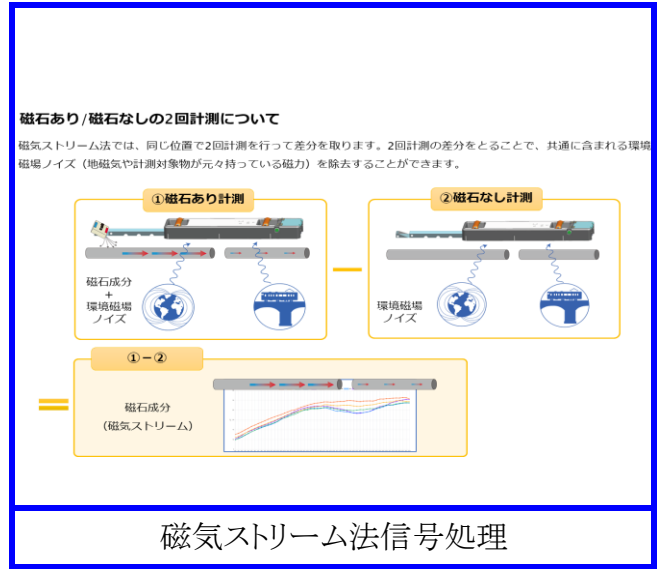 磁石あり/磁石なしの2回計測について
磁気ストリーム法では、同じ位置で2回計測を行って差分を取ります。2回計測の差分をとることで、共通に含まれる環境
磁場ノイズ（地磁気や計測対象物が元々持っている磁力）を除去することができます。
①磁石あり計測
磁石成分
+
環境磁場
ノイズ
②磁石なし計測
環境磁場
ノイズ
①－②
磁石成分
（磁気ストリーム）
磁気ストリーム法信号処理